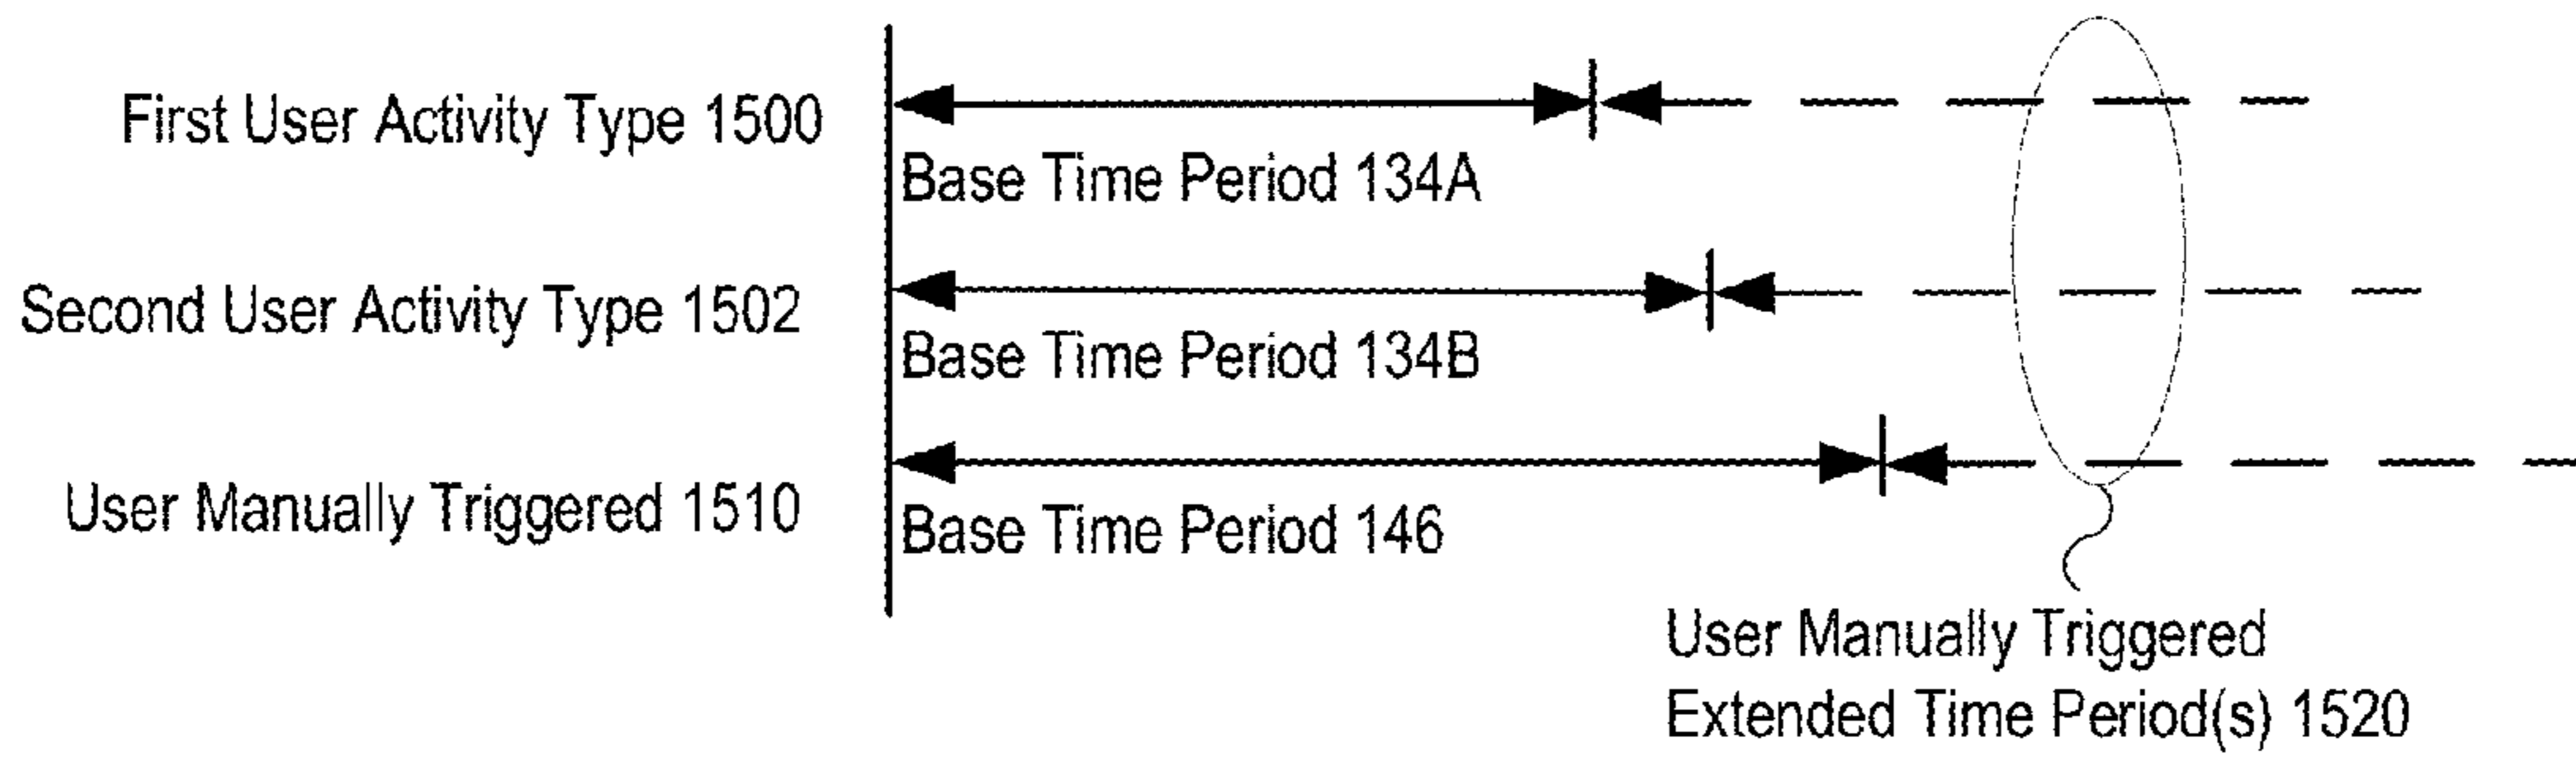 First User Activity Type 1500
Base Time Period 134A
Second User Activity Type 1502
Base Time Period 134B
User Manually Triggered 1510
Base Time Period 146
User Manually Triggered
Extended Time Period(s) 1520